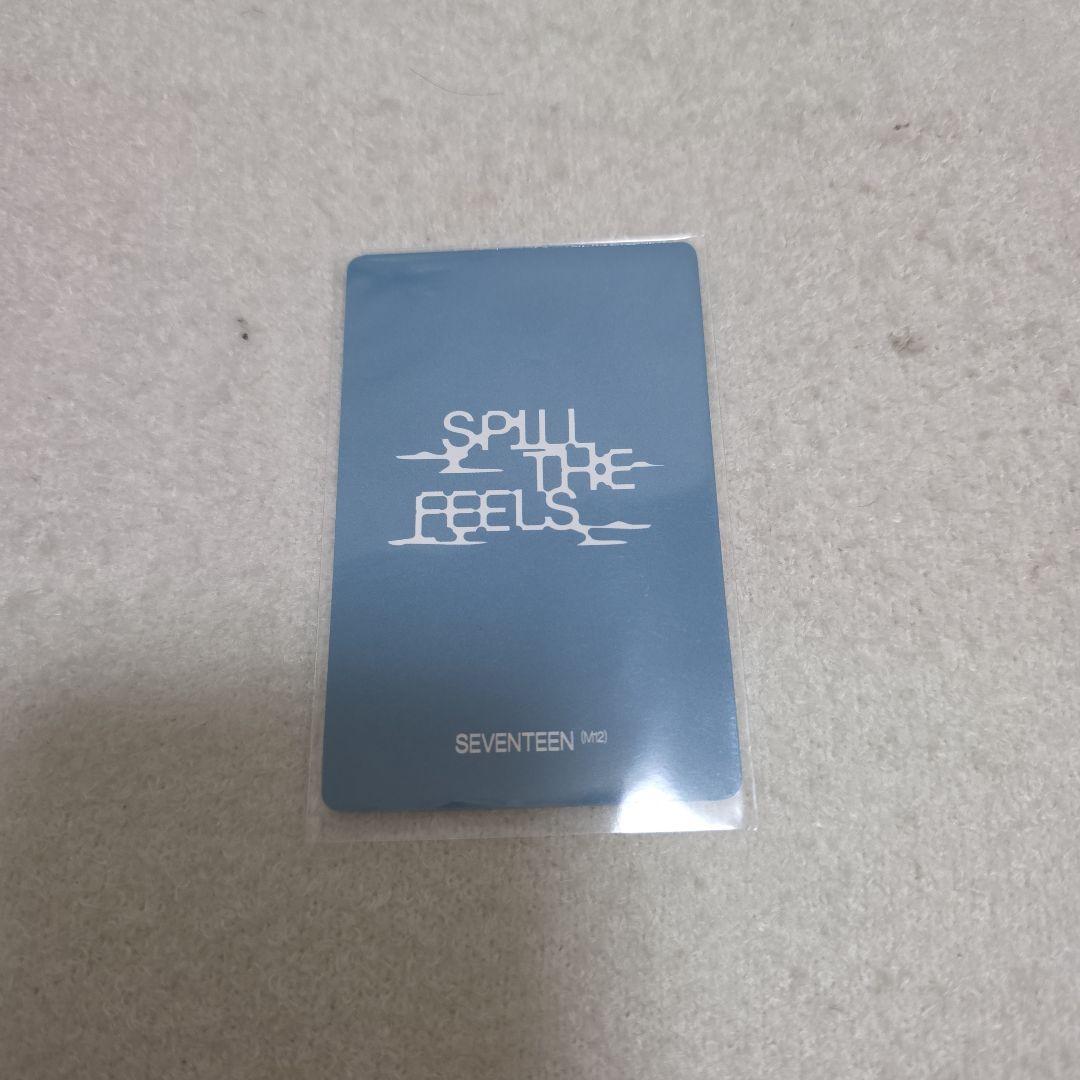 SPILL
THE
FEELS
SEVENTEEN (M12)